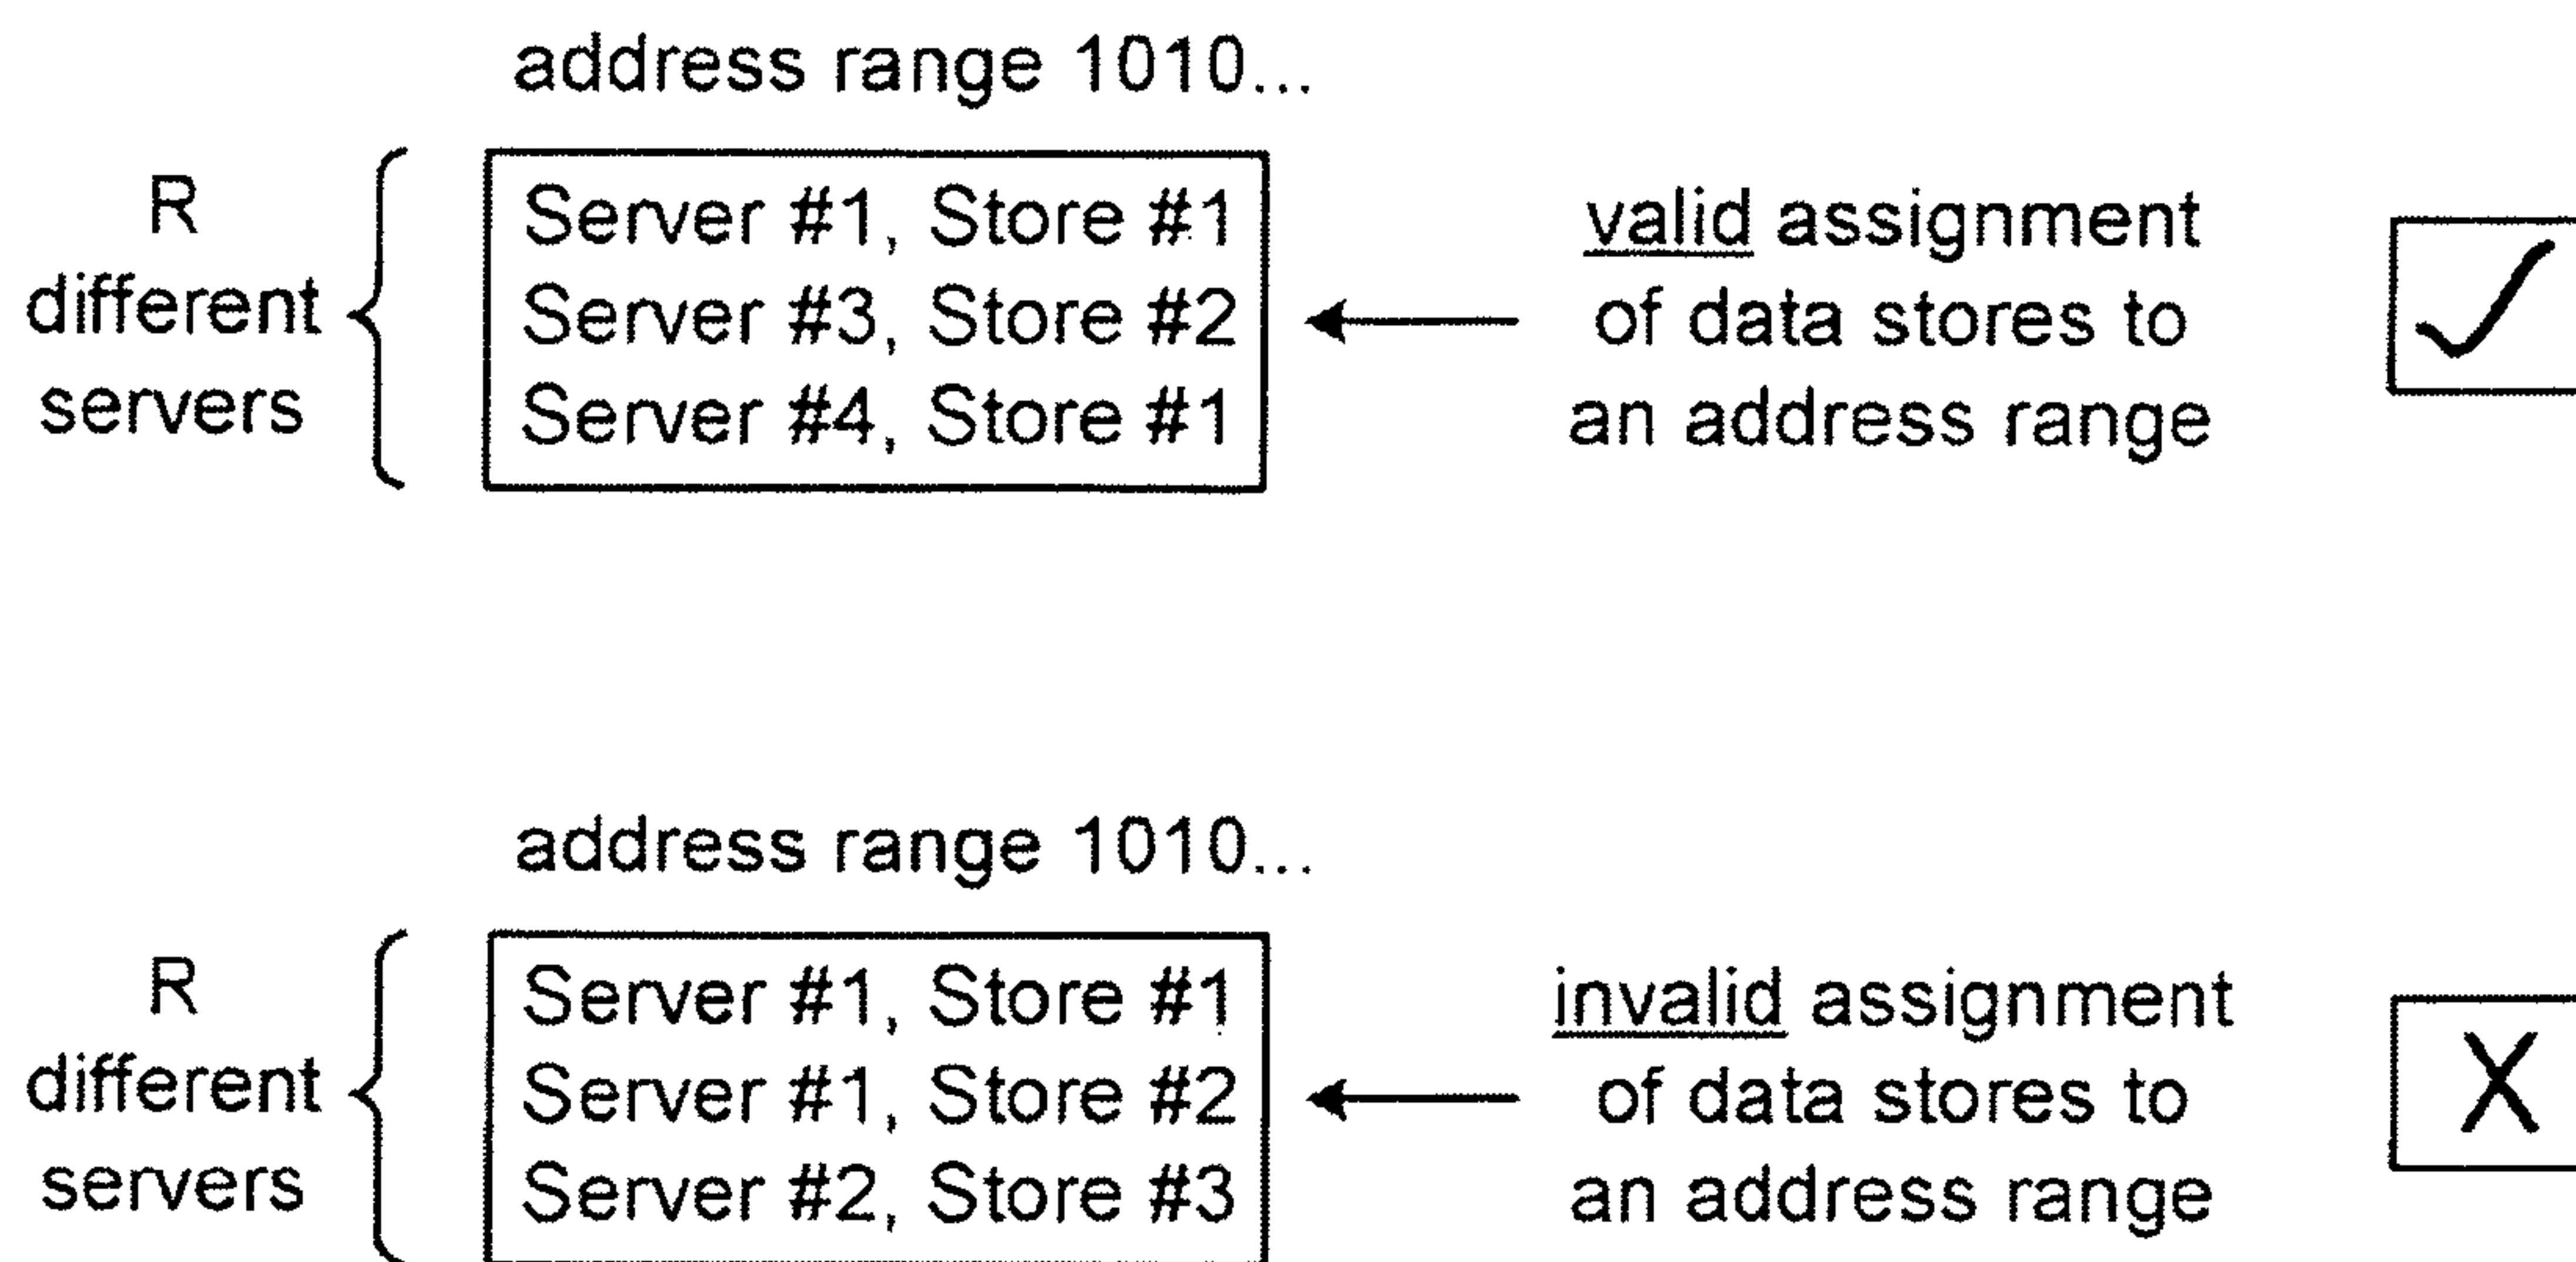 address range 1010...
R
different
servers
Server #1, Store #1
Server #3, Store #2
Server #4, Store #1
valid assignment
of data stores to
an address range
address range 1010...
R
different
servers
Server #1, Store #1
Server #1, Store #2
Server #2, Store #3
invalid assignment
of data stores to
an address range
X